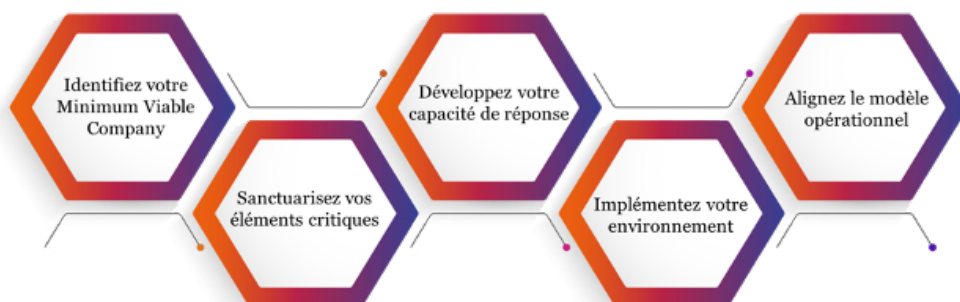 Identifiez votre
Minimum Viable
Company
Sanctuarisez vos
éléments critiques
Développez votre
capacité de réponse
Implémentez votre
environnement
Alignez le modèle
opérationnel